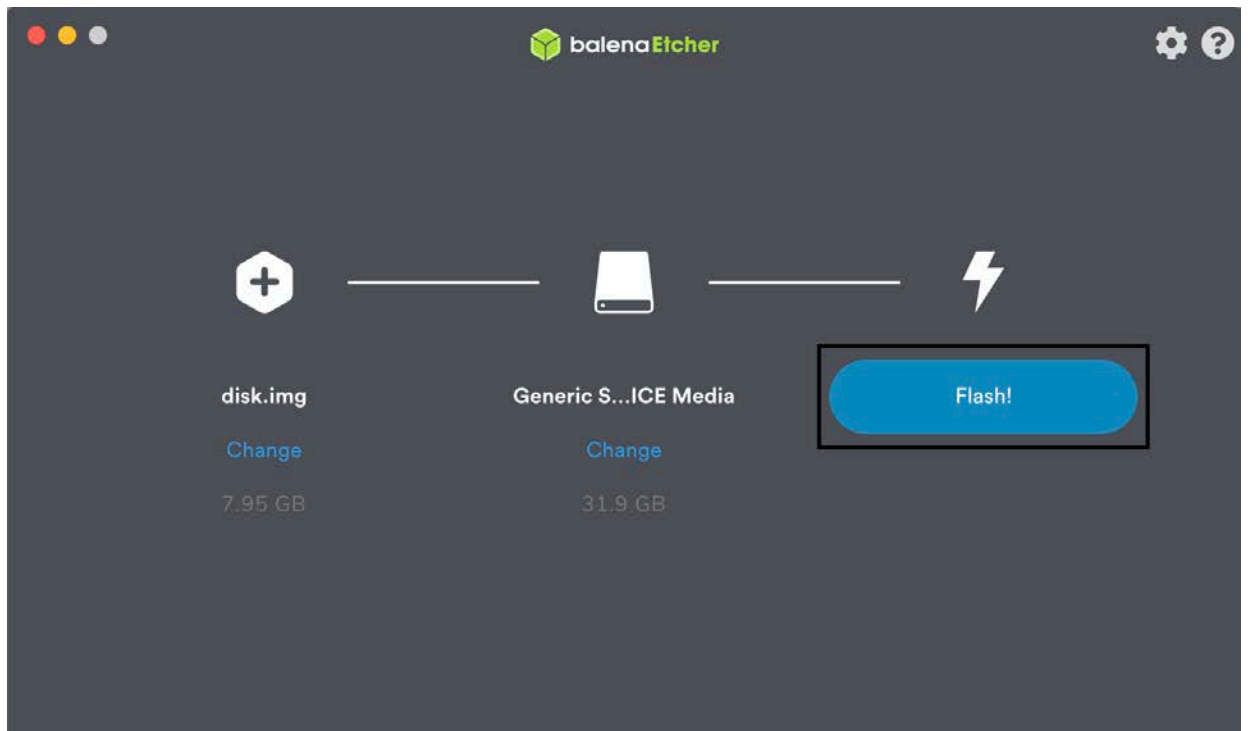 balenaEtcher
disk.img Generic S...ICE Media Flash!
Change Change
7.95 GB 31.9 GB